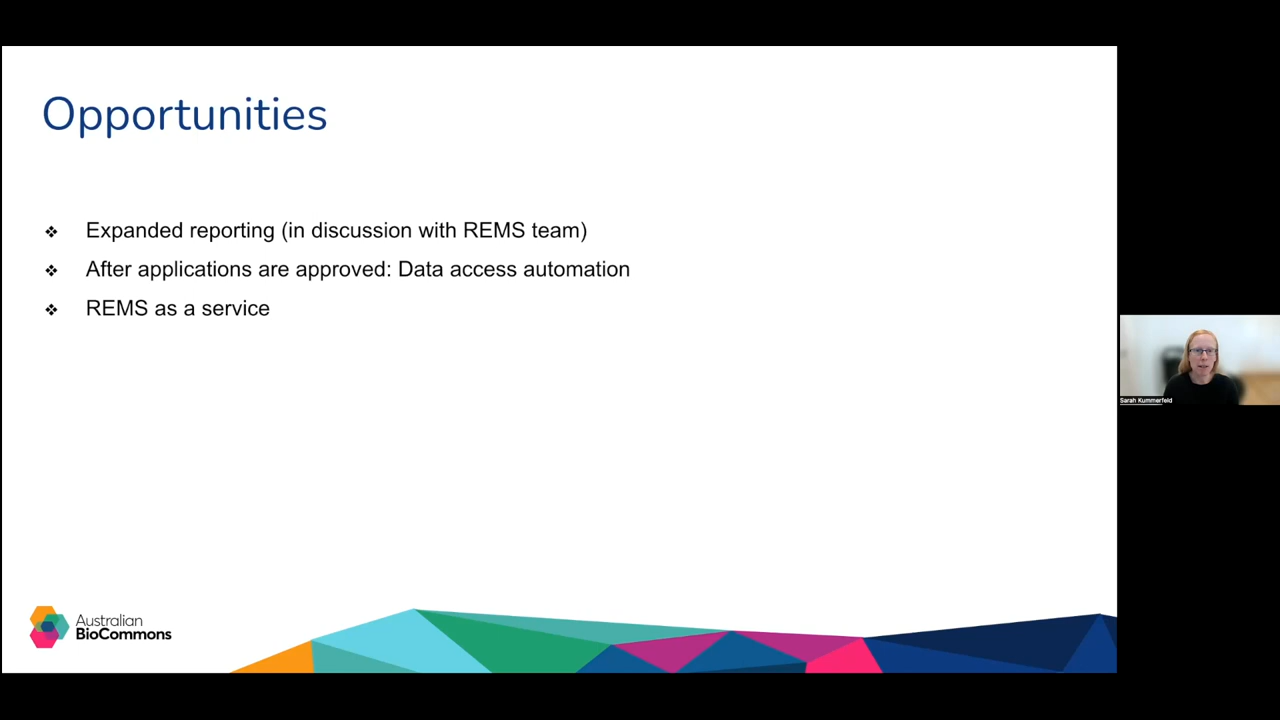 Opportunities
❖ Expanded reporting (in discussion with REMS team)
❖ After applications are approved: Data access automation
❖ REMS as a service
Sarah Kummerfeld
Australian
BioCommons